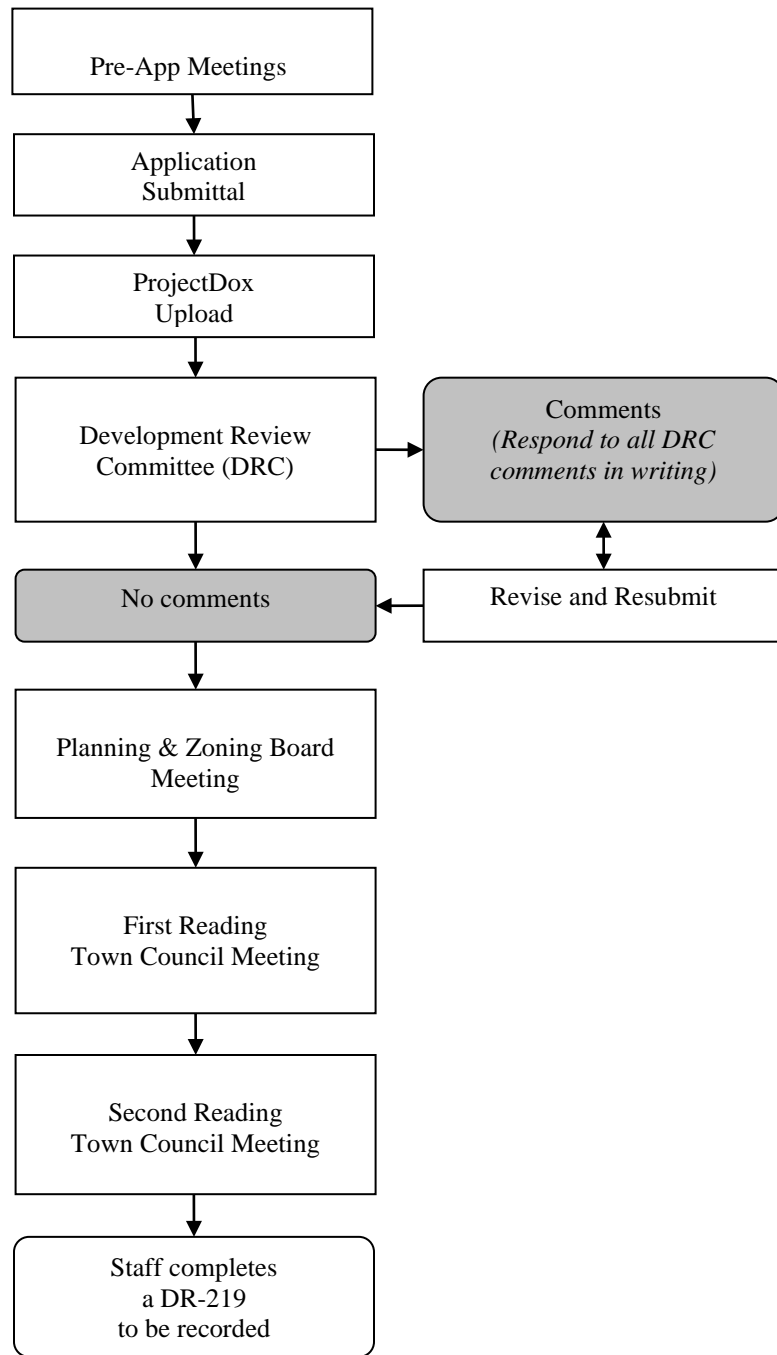 Pre-App Meetings
Application
Submittal
ProjectDox
Upload
Development Review
Committee (DRC)
Comments
(Respond to all DRC
comments in writing)
No comments
Revise and Resubmit
Planning & Zoning Board
Meeting
First Reading
Town Council Meeting
Second Reading
Town Council Meeting
Staff completes
a DR-219
to be recorded